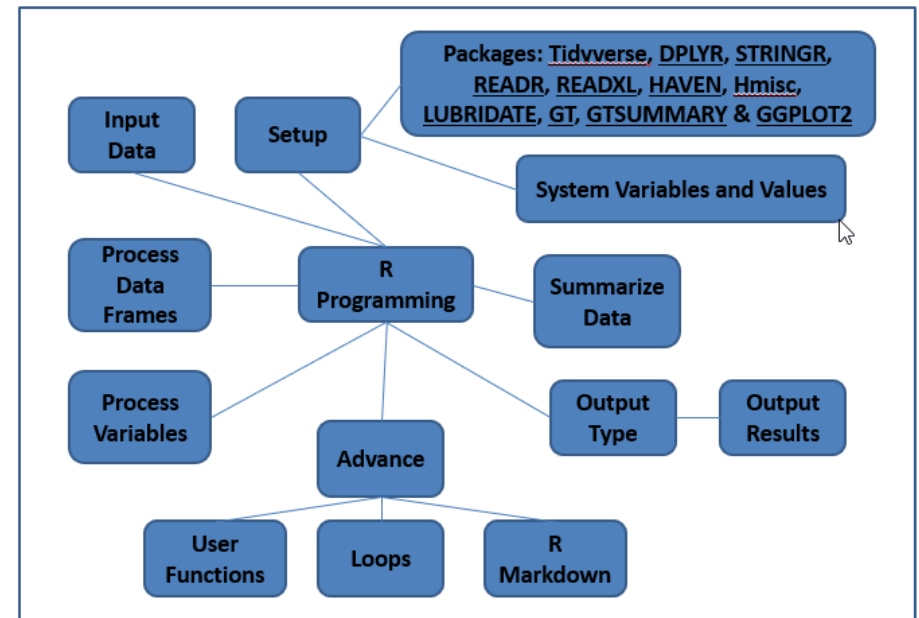 Packages: Tidvverse, DPLYR, STRINGR,
READR, READXL, HAVEN, Hmisc,
LUBRIDATE, GT, GTSUMMARY & GGPLOT2
Input
Data
Setup
System Variables and Values
Process
Data
Frames
R
Programming
Summarize
Data
Process
Variables
Output
Type
Output
Results
Advance
User
Functions
Loops
R
Markdown